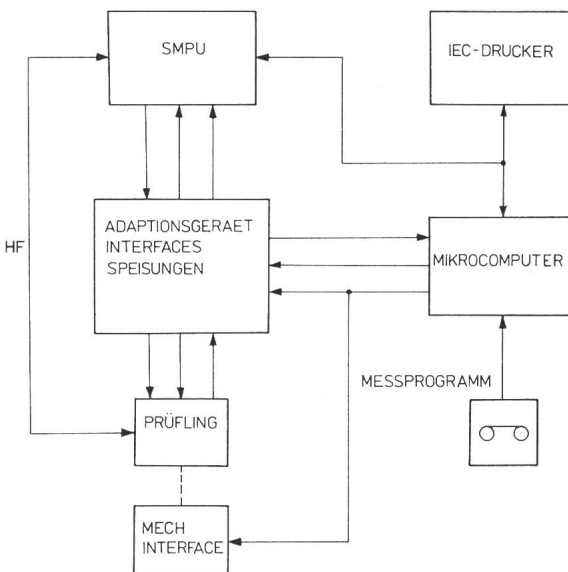 SMPU
IEC-DRUCKER
HF
ADAPTIONSGERAET
INTERFACES
SPEISUNGEN
MIKROCOMPUTER
MESSPROGRAMM
PRÜFLING
MECH
INTERFACE